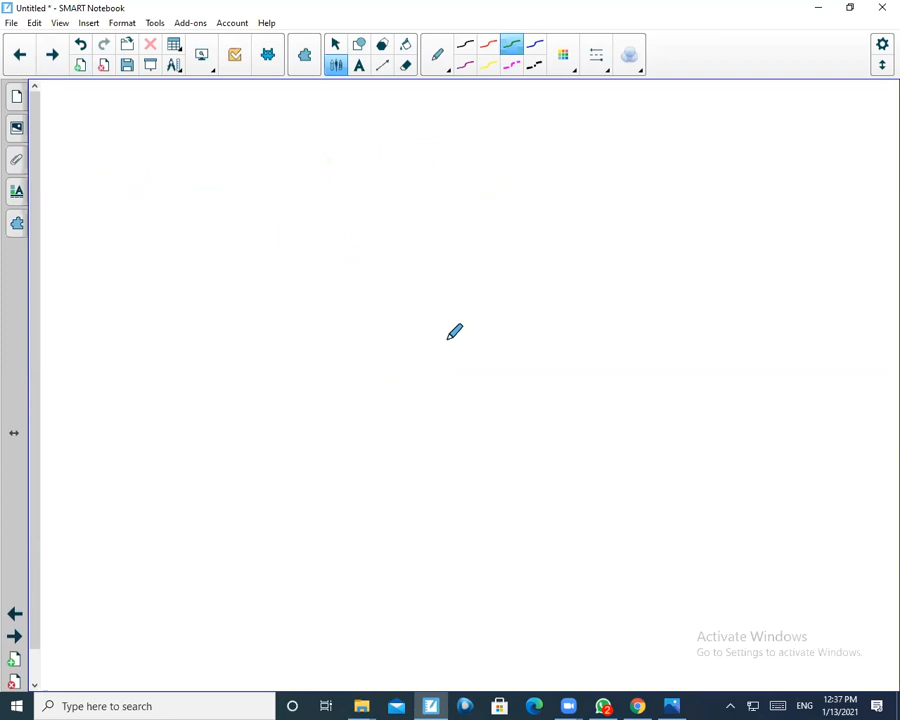 Untitled * - SMART Notebook
File Edit View Insert Format Tools Add-ons Account Help
Activate Windows
Go to Settings to activate Windows.
Type here to search
2
ENG
12:37 PM
1/13/2021